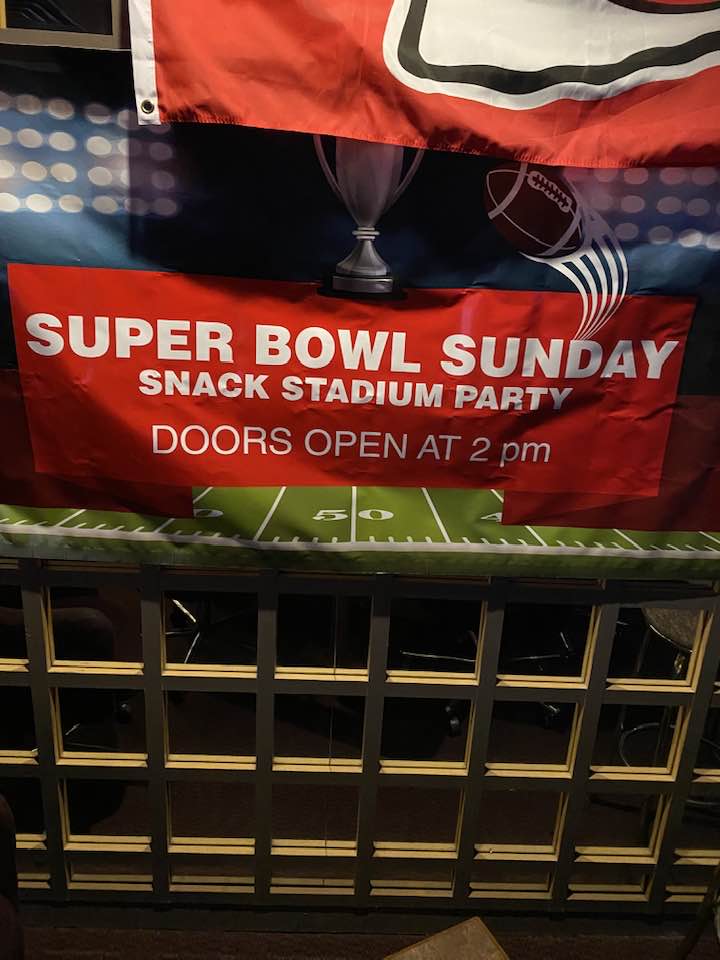 SUPER BOWL SUNDAY
SNACK STADIUM PARTY
DOORS OPEN AT 2 pm
50